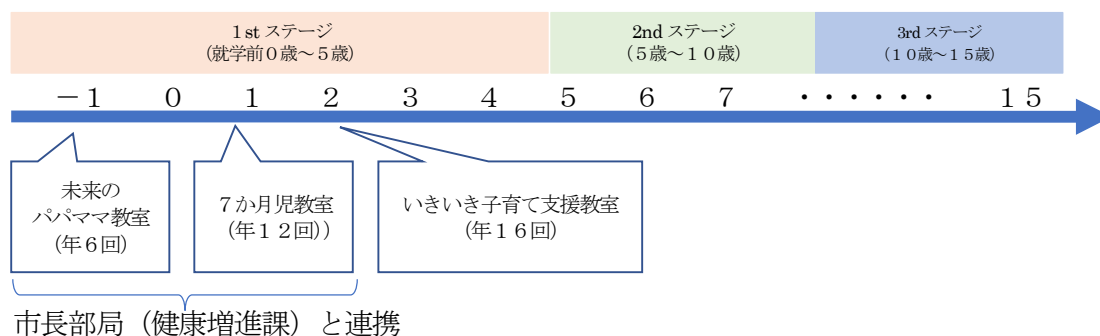 1st ステージ
(就学前０歳～５歳)
2nd ステージ
(５歳～１０歳)
3rd ステージ
(１０歳～１５歳)
－１　０　１　２　３　４　５　６　７　・・・・・・　１５
未来の
パパママ教室
(年６回)
７か月児教室
(年１２回))
いきいき子育て支援教室
(年１６回)
市長部局（健康増進課）と連携